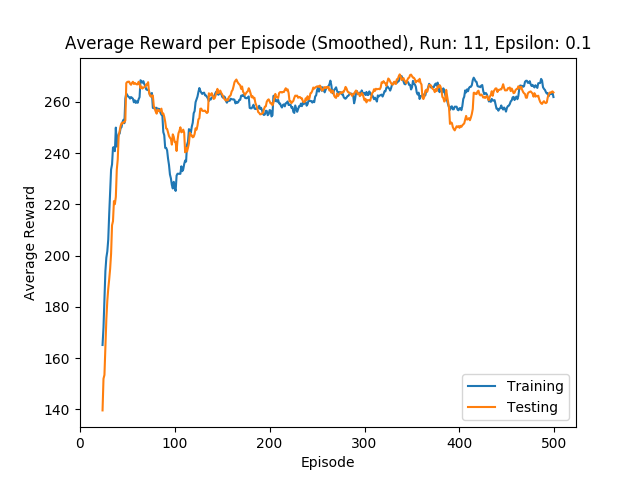 Average Reward per Episode (Smoothed), Run: 11, Epsilon: 0.1
Average Reward
260
240
220
200
180
160
140
0
100
200
300
400
500
Episode
Training
Testing